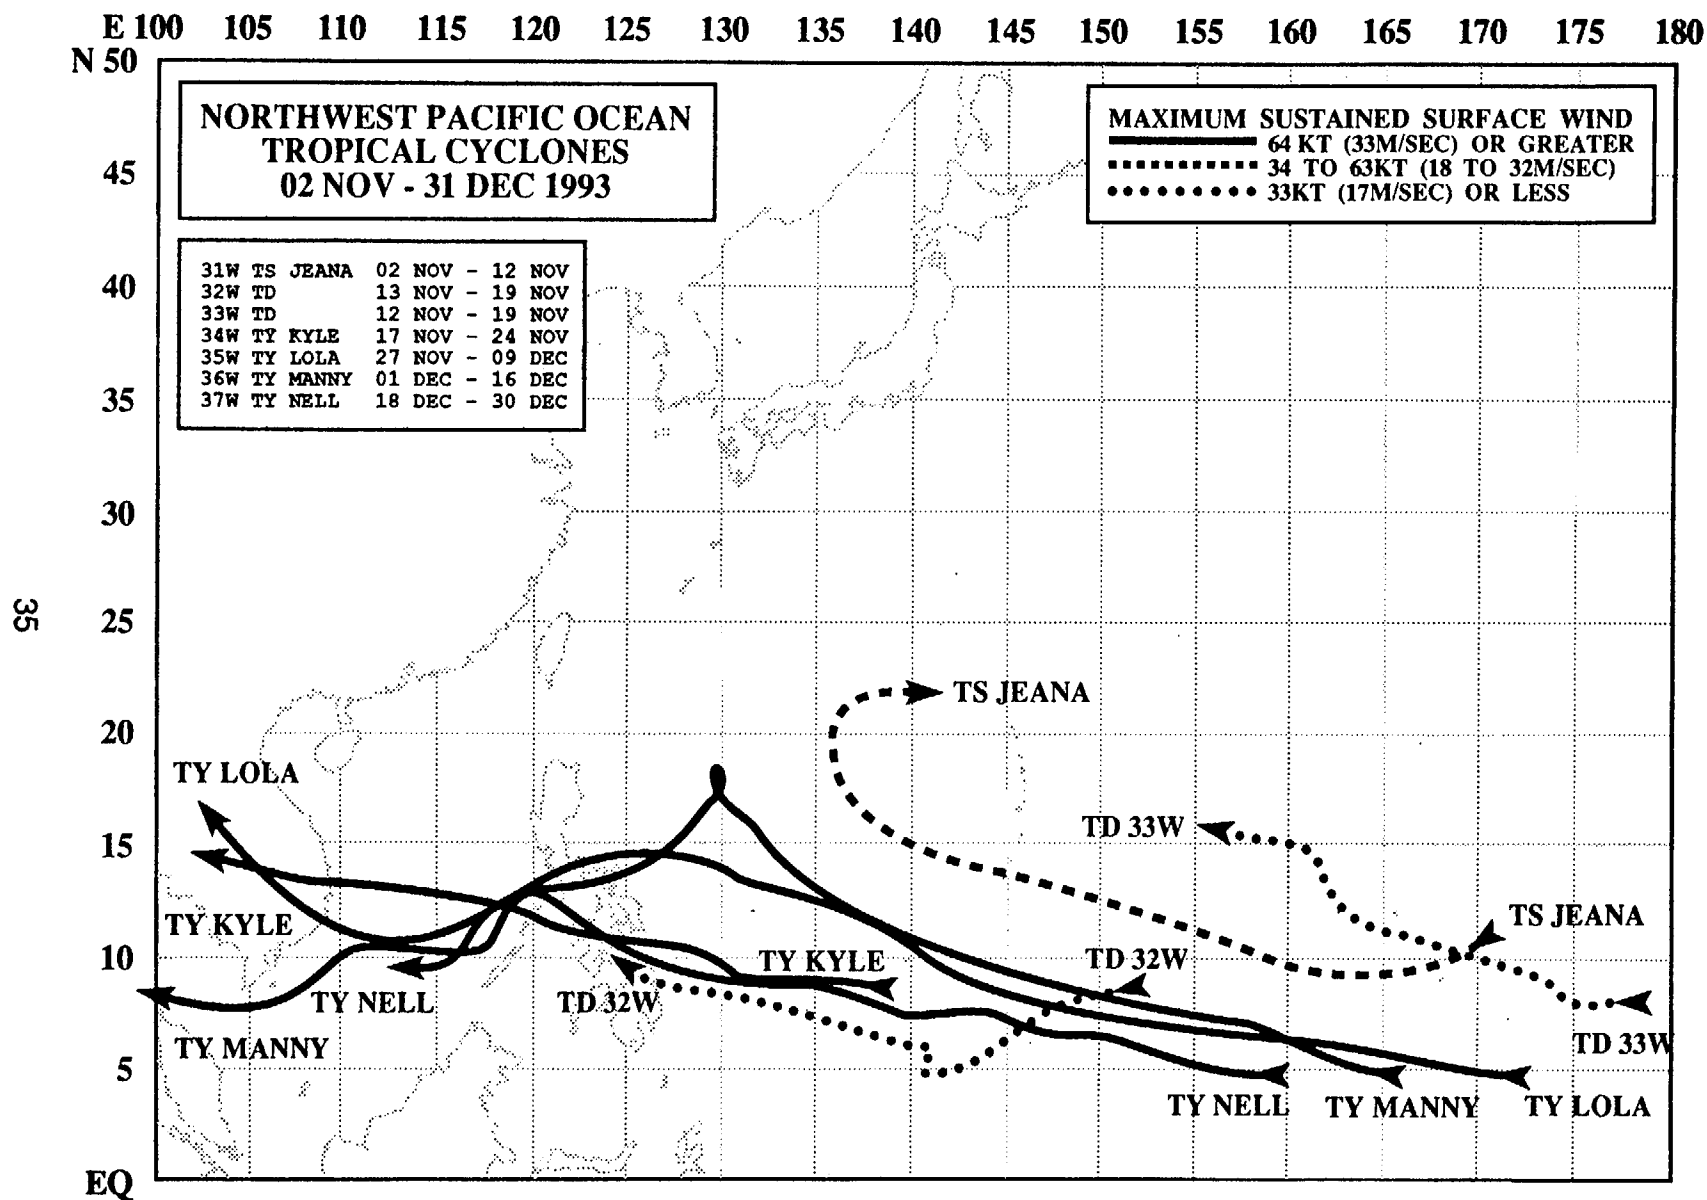 E 100 105 110 115 120 125 130 135 140 145 150 155 160 165 170 175 180
N 50
45
40
35
30
25
20
15
10
5
EQ
NORTHWEST PACIFIC OCEAN
TROPICAL CYCLONES
02 NOV - 31 DEC 1993
MAXIMUM SUSTAINED SURFACE WIND
64 KT (33M/SEC) OR GREATER
34 TO 63KT (18 TO 32M/SEC)
33KT (17M/SEC) OR LESS
31W TS JEANA 02 NOV - 12 NOV
32W TD 13 NOV - 19 NOV
33W TD 12 NOV - 19 NOV
34W TY KYLE 17 NOV - 24 NOV
35W TY LOLA 27 NOV - 09 DEC
36W TY MANNY 01 DEC - 16 DEC
37W TY NELL 18 DEC - 30 DEC
35
TS JEANA
TY LOLA
TD 33W
TS JEANA
TY KYLE
TY KYLE
TD 32W
TY NELL
TD 32W
TY MANNY
TD 33W
TY NELL
TY MANNY
TY LOLA